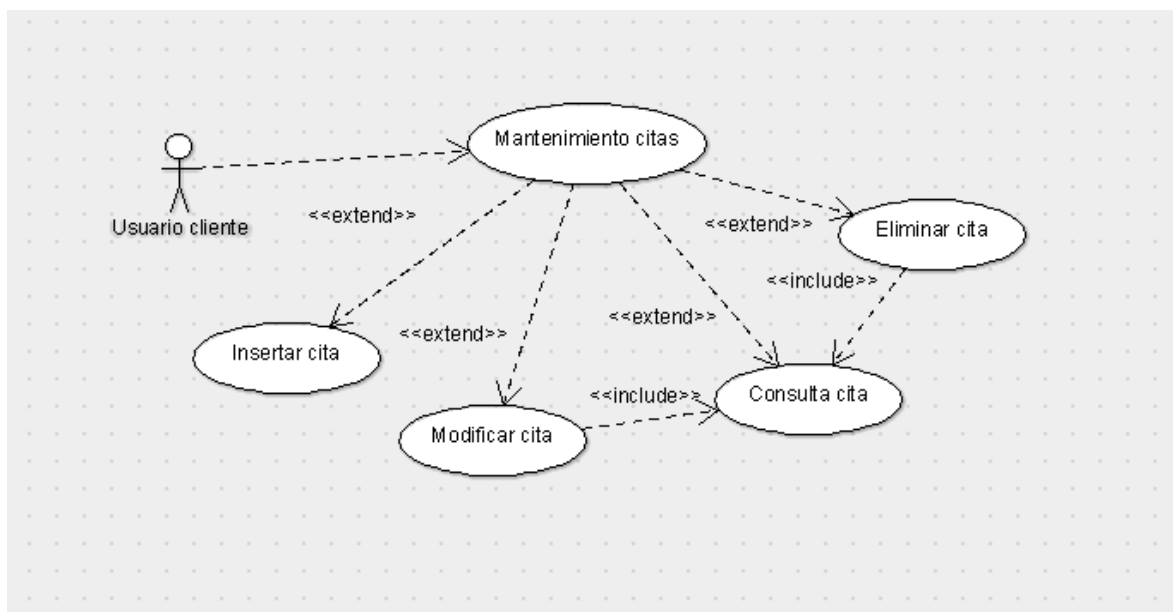 Mantenimiento citas
Usuario cliente
<<extend>>
<<extend>>
Eliminar cita
<<include>>
<<extend>>
<<extend>>
Insertar cita
<<include>>
Consulta cita
Modificar cita